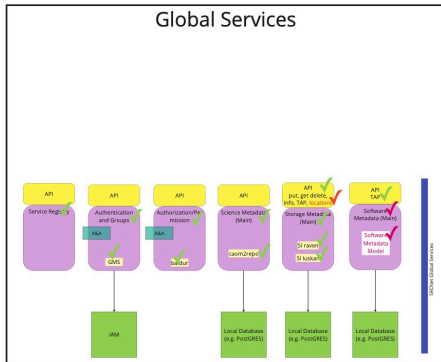 Global Services
API
API
API
API
API
put, get delete,
info, TAP, locations
API
TAP
Service Registry
Authentication
and Groups
Authorization/Pe
mission
Science Metadata
(Main)
Storage Metadata
(Main)
Software
Metadata (Main)
A&A
A&A
GMS
baldur
caom2repo
SI raven
SI luskan
Software
Metadata
Model
IAM
Local Database
(e.g. PostGRES)
Local Database
(e.g. PostGRES)
Local Database
(e.g. PostGRES)
SRCNet Global Services